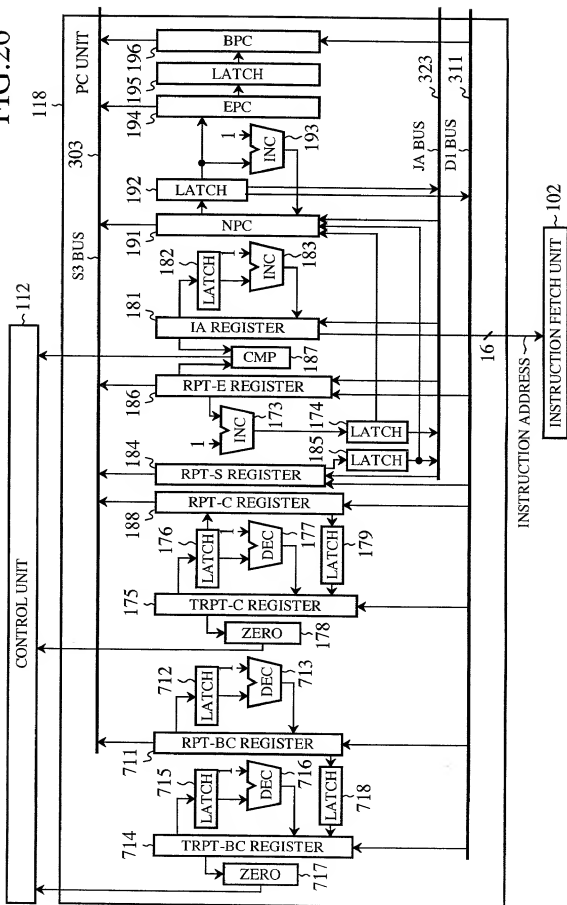 FIG.20
118
PC UNIT
196
BPC
195
LATCH
194
EPC
303
1
INC
193
192
LATCH
323
311
JA BUS
D1 BUS
191
NPC
S3 BUS
182
LATCH
1
INC
183
112
181
IA REGISTER
102
187
CMP
16
186
RPT-E REGISTER
INSTRUCTION FETCH UNIT
1
INC
173
174
LATCH
185
LATCH
184
RPT-S REGISTER
INSTRUCTION ADDRESS
188
RPT-C REGISTER
176
LATCH
1
DEC
177
LATCH
179
175
TRPT-C REGISTER
ZERO
178
CONTROL UNIT
712
LATCH
1
DEC
713
711
RPT-BC REGISTER
715
LATCH
1
DEC
716
LATCH
718
714
TRPT-BC REGISTER
ZERO
717